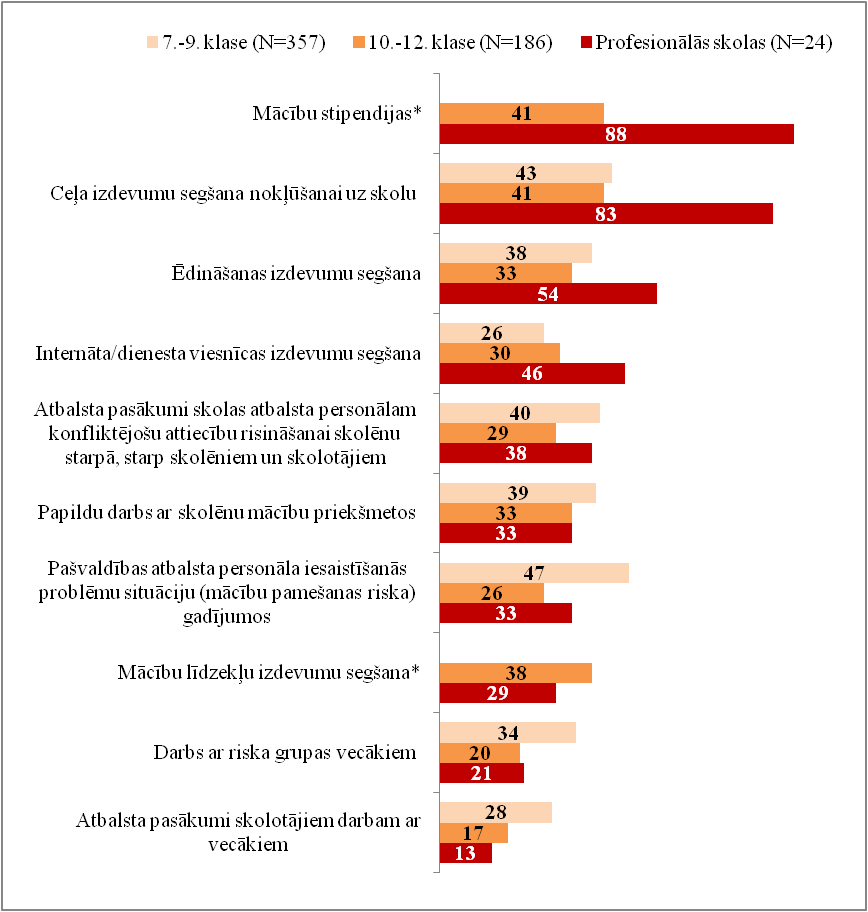 7.-9. klase (N=357) 10.-12. klase (N=186) Profesionālās skolas (N=24)
Mācību stipendijas*
41
88
Ceļa izdevumu segšana nokļūšanai uz skolu
43
41
83
Ēdināšanas izdevumu segšana
38
33
54
Internāta/dienesta viesnīcas izdevumu segšana
26
30
46
Atbalsta pasākumi skolas atbalsta personālam
konfliktējošu attiecību risināšanai skolēnu
starpā, starp skolēniem un skolotājiem
40
29
38
Papildu darbs ar skolēnu mācību priekšmetos
39
33
33
Pašvaldības atbalsta personāla iesaistīšanās
problēmu situāciju (mācību pamešanas riska)
gadījumos
47
26
33
Mācību līdzekļu izdevumu segšana*
38
29
Darbs ar riska grupas vecākiem
34
20
21
Atbalsta pasākumi skolotājiem darbam ar
vecākiem
28
17
13